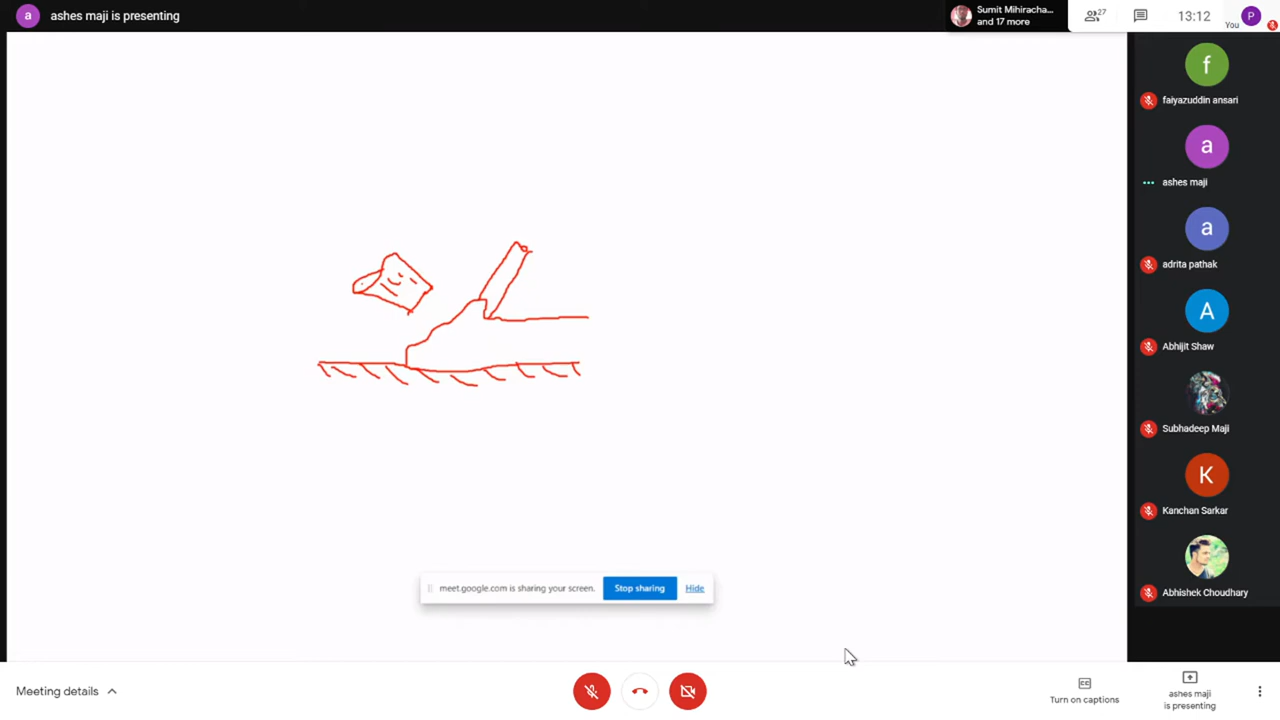 a ashes maji is presenting
Sumit Mihiracha...
and 17 more
27
13:12
You
P
f
faiyazuddin ansari
a
ashes maji
a
adrita pathak
A
Abhijit Shaw
Subhadeep Maji
K
Kanchan Sarkar
Abhishek Choudhary
meet.google.com is sharing your screen. Stop sharing Hide
Meeting details
CC
Turn on captions
ashes maji
is presenting